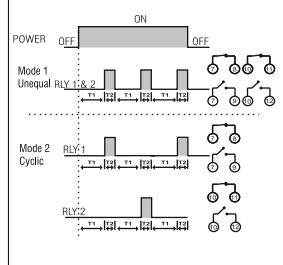 ON
POWER OFF OFF
Mode 1
Unequal RLY 1 & 2
T1 T2 T1 T2 T1 T2
7 8 10 11
7 9 10 12
Mode 2
Cyclic
RLY 1
T1 T2 T1 T2 T1 T2
7 8
7 9
RLY 2
T1 T2 T1 T2 T1 T2
10 11
10 12